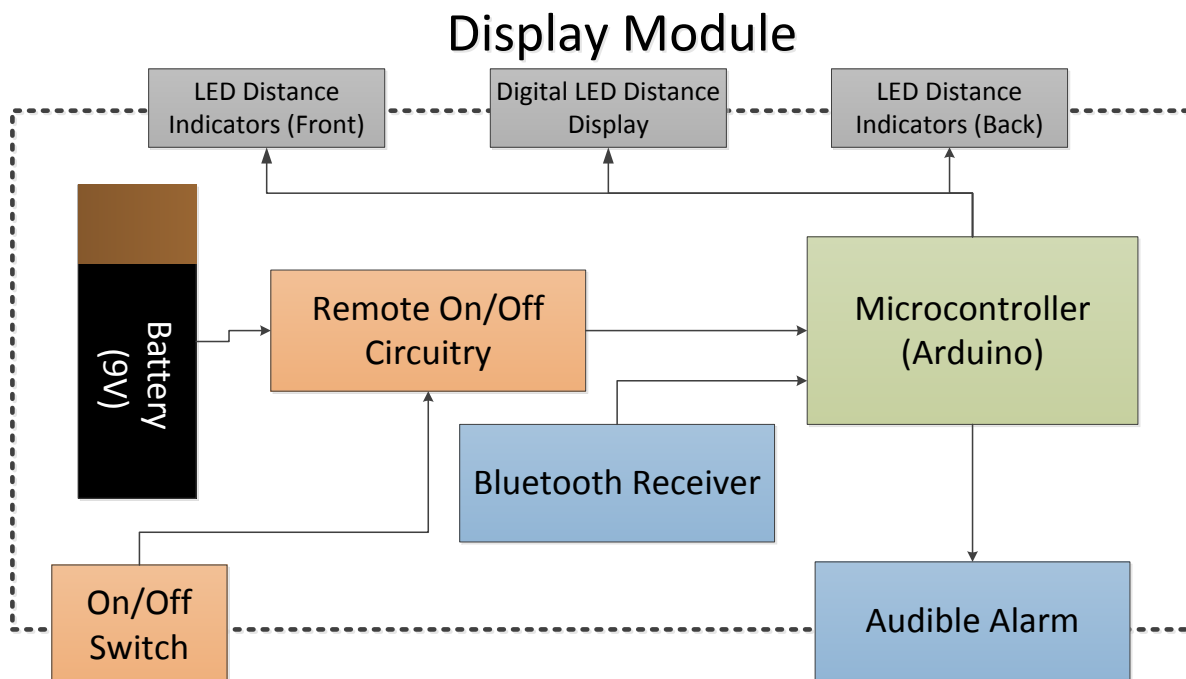 Display Module
LED Distance
Indicators (Front)
Digital LED Distance
Display
LED Distance
Indicators (Back)
Battery
(9V)
Remote On/Off
Circuitry
Microcontroller
(Arduino)
Bluetooth Receiver
On/Off
Switch
Audible Alarm